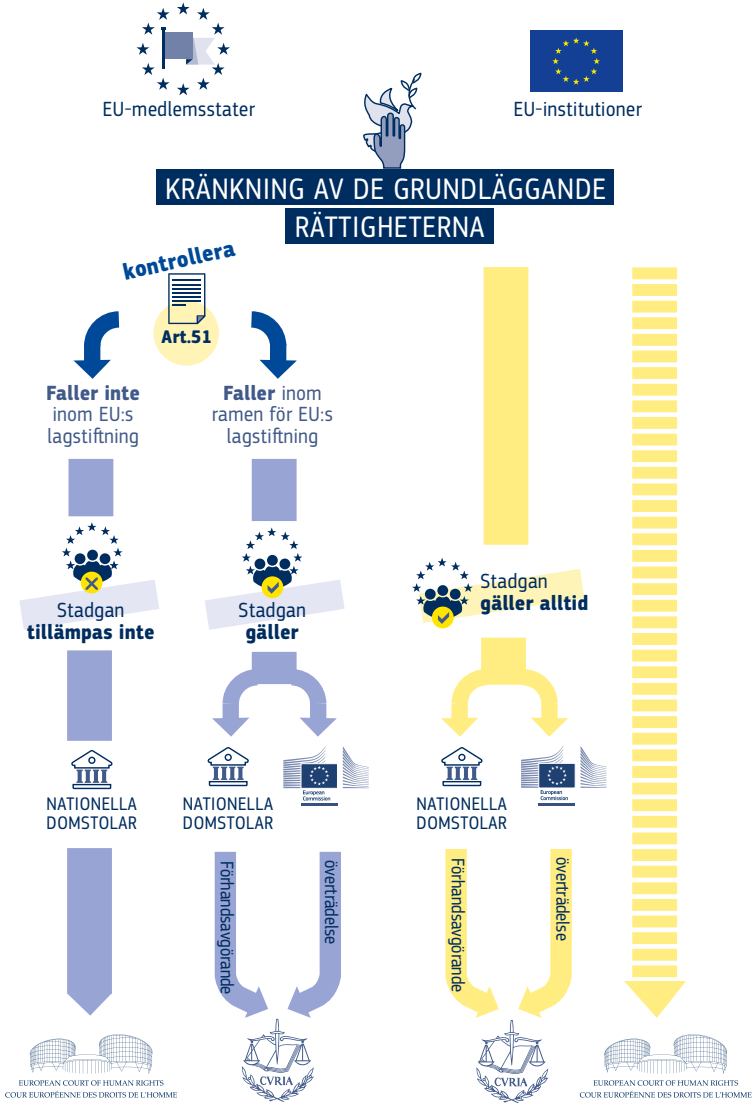 EU-medlemsstater
EU-institutioner
KRÄNKNING AV DE GRUNDLÄGGANDE
RÄTTIGHETERNA
kontrollera
Art.51
Faller inte
inom EU:s
lagstiftning
Faller inom
ramen för EU:s
lagstiftning
Stadgan
tillämpas inte
Stadgan
gäller
Stadgan
gäller alltid
NATIONELLA
DOMSTOLAR
NATIONELLA
DOMSTOLAR
European
Commission
NATIONELLA
DOMSTOLAR
European
Commission
Förhandsavgörande
överträdelse
Förhandsavgörande
överträdelse
EUROPEAN COURT OF HUMAN RIGHTS
COUR EUROPÉENNE DES DROITS DE L'HOMME
CVRIA
CVRIA
EUROPEAN COURT OF HUMAN RIGHTS
COUR EUROPÉENNE DES DROITS DE L'HOMME